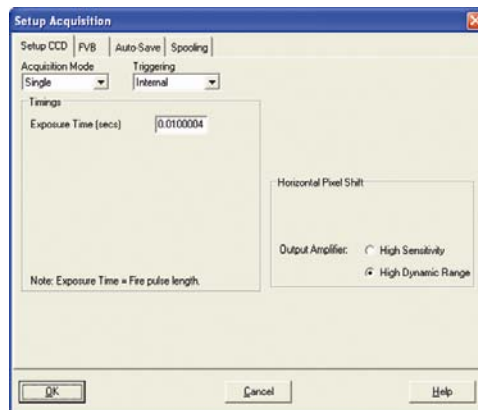 Setup Acquisition
Setup CCD FVB Auto-Save Spooling
Acquisition Mode Triggering
Single Internal
Timings
Exposure Time (secs) 0.0100004
Note: Exposure Time = Fire pulse length.
Horizontal Pixel Shift
Output Amplifier: High Sensitivity
High Dynamic Range
OK Cancel Help